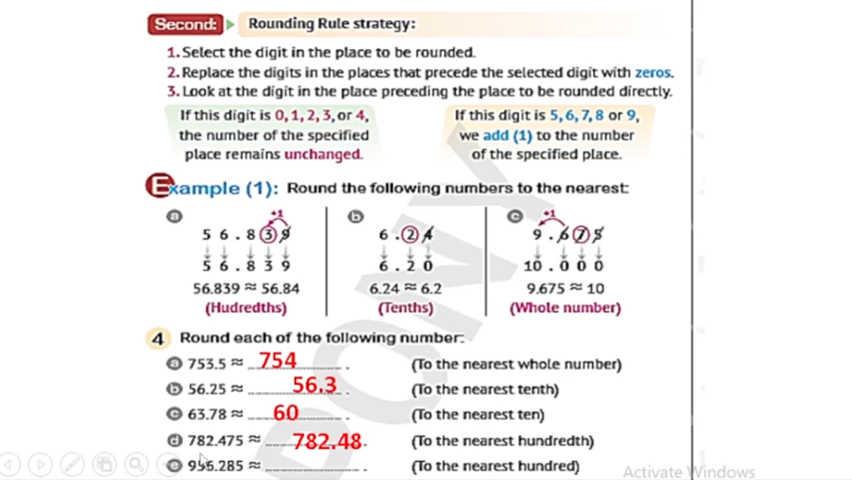 Second: Rounding Rule strategy:
1. Select the digit in the place to be rounded.
2. Replace the digits in the places that precede the selected digit with zeros.
3. Look at the digit in the place preceding the place to be rounded directly.
If this digit is 0, 1, 2, 3, or 4,
the number of the specified
place remains unchanged.
If this digit is 5, 6, 7, 8 or 9,
we add (1) to the number
of the specified place.
Example (1): Round the following numbers to the nearest:
a
+1
5 6 . 8 3 9
5 6 . 8 3 9
56.839 ≈ 56.84
(Hudredths)
b
6 . 2 4
6 . 2 0
6.24 ≈ 6.2
(Tenths)
c
+1
9 . 6 7 5
10 . 0 0 0
9.675 ≈ 10
(Whole number)
4 Round each of the following number:
a 753.5 ≈ 754 . (To the nearest whole number)
b 56.25 ≈ 56.3 . (To the nearest tenth)
c 63.78 ≈ 60 . (To the nearest ten)
d 782.475 ≈ 782.48 . (To the nearest hundredth)
e 956.285 ≈ . (To the nearest hundred)
Activate Windows